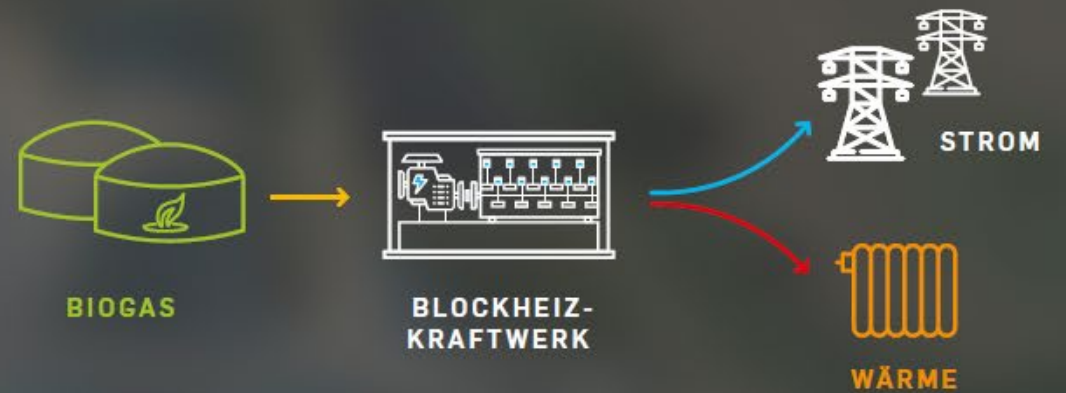 BIOGAS
BLOCKHEIZ-
KRAFTWERK
STROM
WÄRME